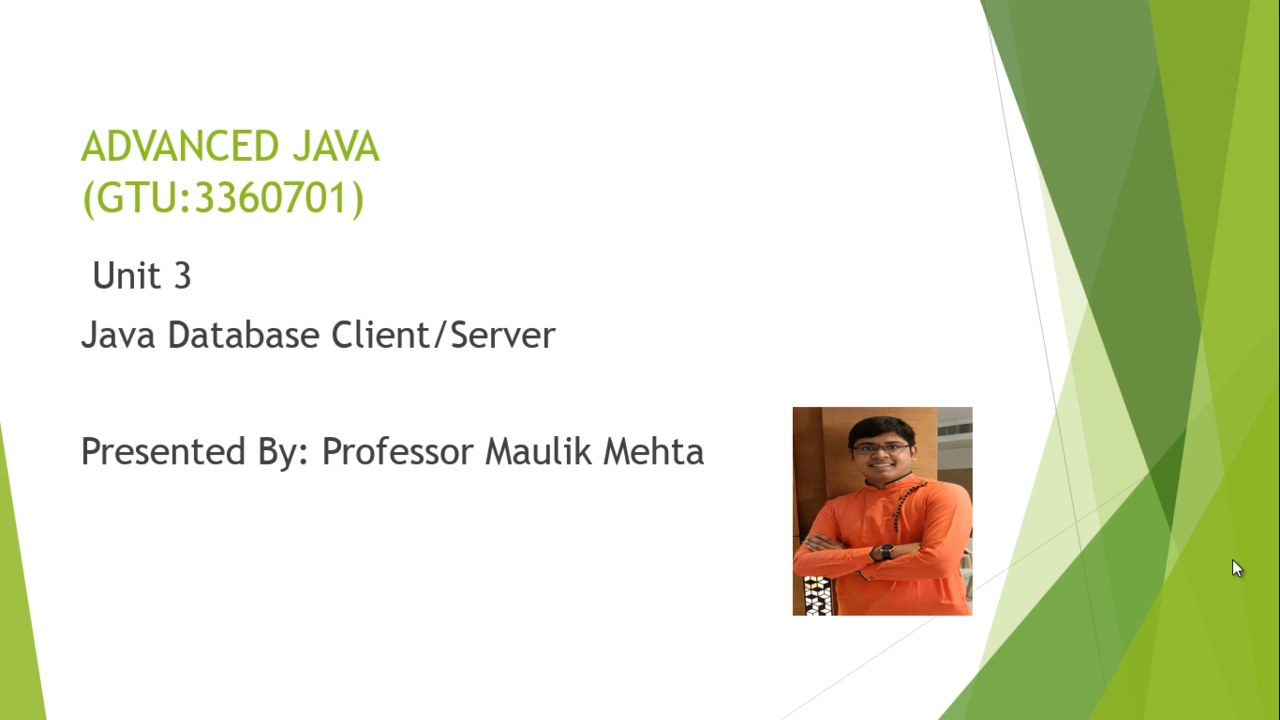 ADVANCED JAVA
(GTU:3360701)
Unit 3
Java Database Client/Server
Presented By: Professor Maulik Mehta